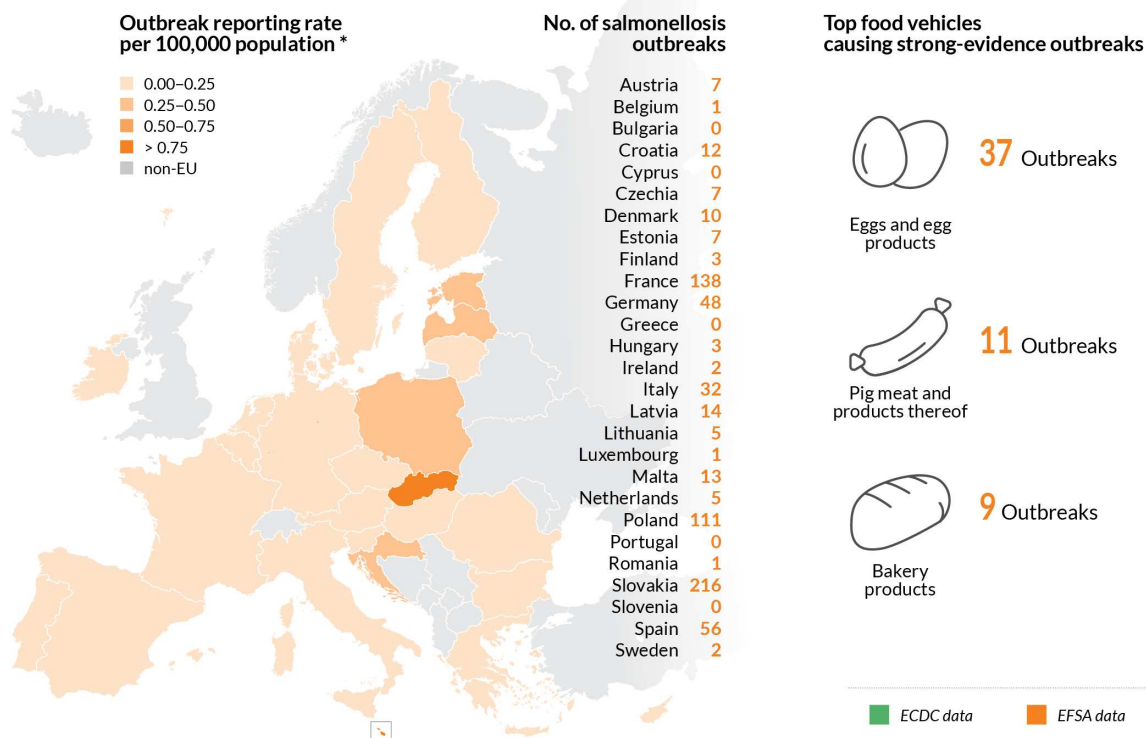 Outbreak reporting rate
per 100,000 population *
0.00–0.25
0.25–0.50
0.50–0.75
> 0.75
non-EU
No. of salmonellosis
outbreaks
Austria 7
Belgium 1
Bulgaria 0
Croatia 12
Cyprus 0
Czechia 7
Denmark 10
Estonia 7
Finland 3
France 138
Germany 48
Greece 0
Hungary 3
Ireland 2
Italy 32
Latvia 14
Lithuania 5
Luxembourg 1
Malta 13
Netherlands 5
Poland 111
Portugal 0
Romania 1
Slovakia 216
Slovenia 0
Spain 56
Sweden 2
Top food vehicles
causing strong-evidence outbreaks
37 Outbreaks
Eggs and egg
products
11 Outbreaks
Pig meat and
products thereof
9 Outbreaks
Bakery
products
ECDC data
EFSA data